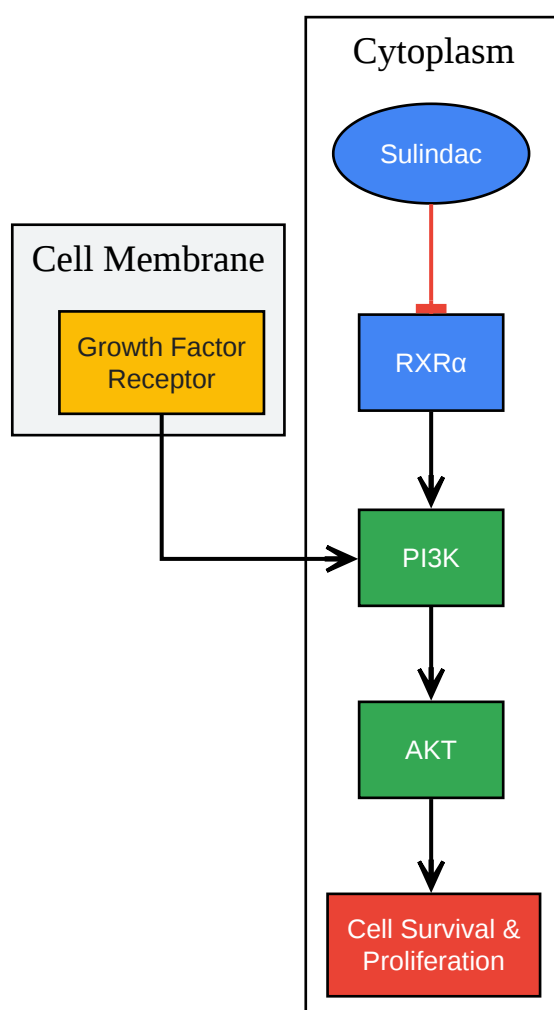 Cytoplasm
Sulindac
Cell Membrane
Growth Factor
Receptor
RXRα
PI3K
AKT
Cell Survival &
Proliferation